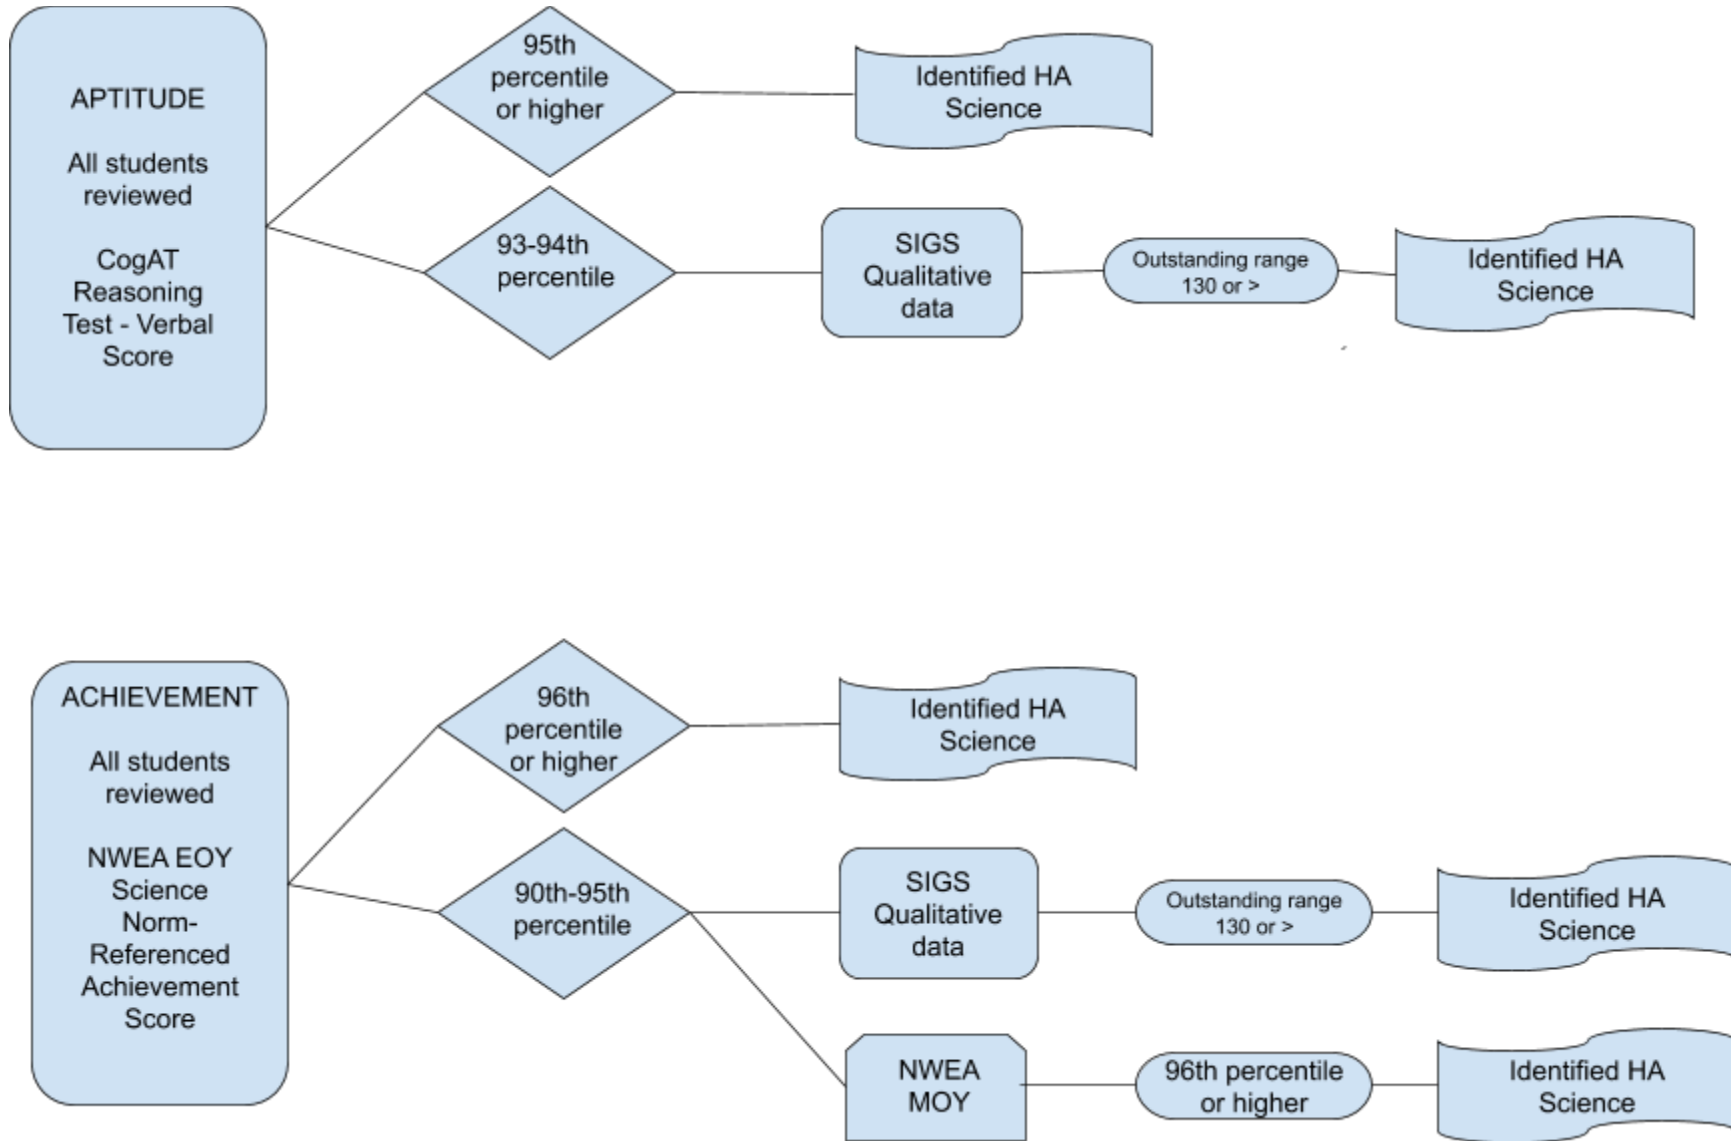 APTITUDE
All students
reviewed
CogAT
Reasoning
Test - Verbal
Score
95th
percentile
or higher
Identified HA
Science
93-94th
percentile
SIGS
Qualitative
data
Outstanding range
130 or >
Identified HA
Science
ACHIEVEMENT
All students
reviewed
NWEA EOY
Science
Norm-
Referenced
Achievement
Score
96th
percentile
or higher
Identified HA
Science
90th-95th
percentile
SIGS
Qualitative
data
Outstanding range
130 or >
Identified HA
Science
NWEA
MOY
96th percentile
or higher
Identified HA
Science